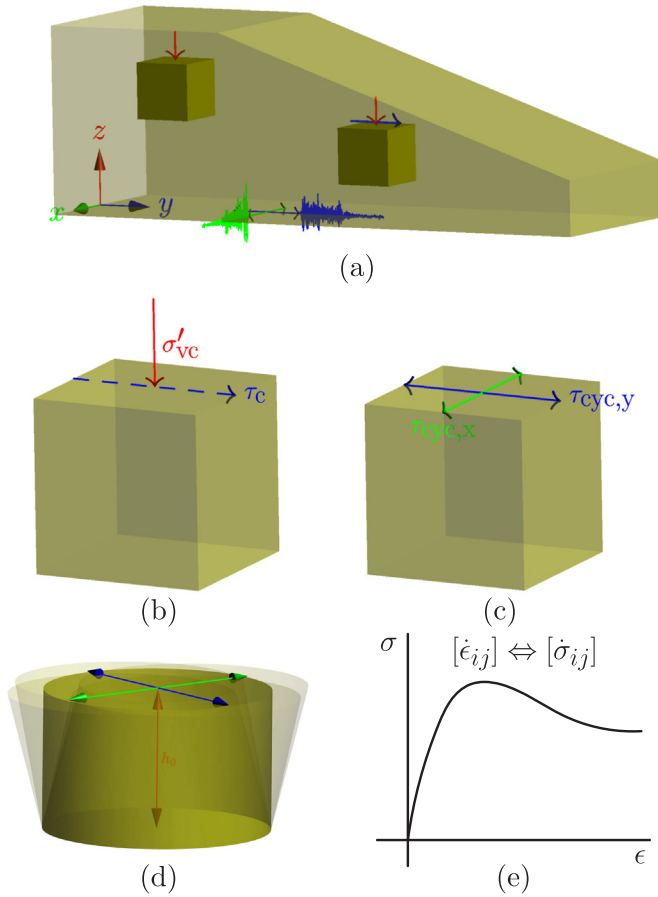 z
x
y
(a)
σ′vc
τc
τcyc,y
τcyc,x
(b)
(c)
σ
[ϵ̇ij] ⇔ [σ̇ij]
h0
ϵ
(d)
(e)